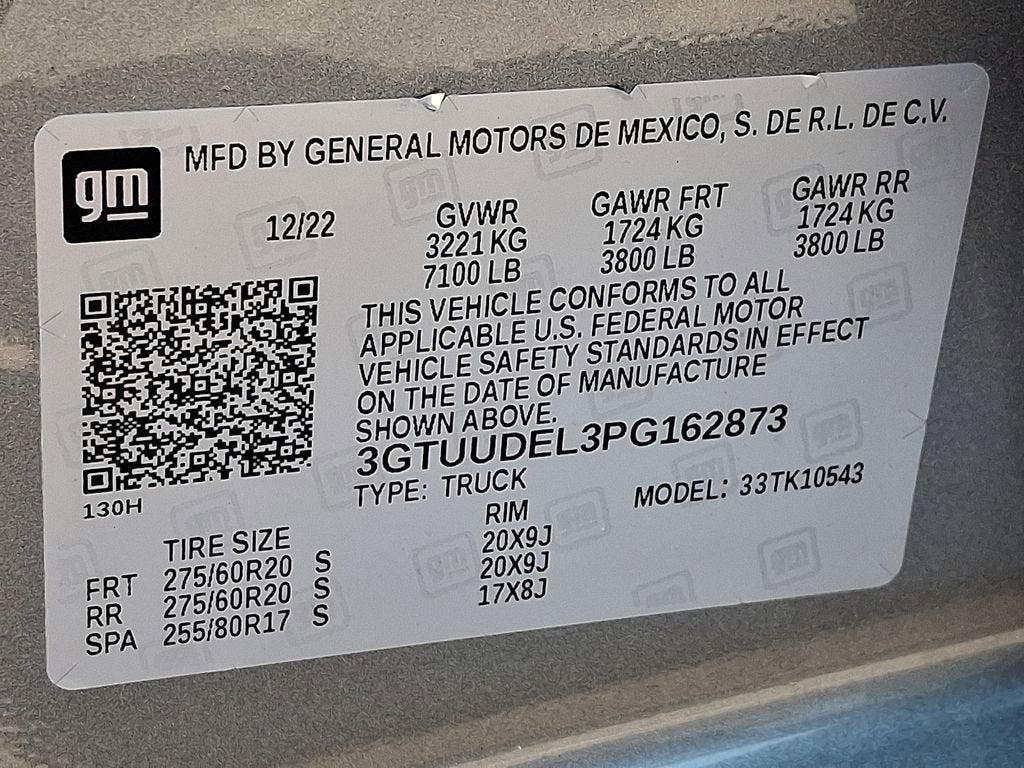 gm
MFD BY GENERAL MOTORS DE MEXICO, S. DE R.L. DE C.V.
12/22
GVWR GAWR FRT GAWR RR
3221 KG 1724 KG 1724 KG
7100 LB 3800 LB 3800 LB
THIS VEHICLE CONFORMS TO ALL
APPLICABLE U.S. FEDERAL MOTOR
VEHICLE SAFETY STANDARDS IN EFFECT
ON THE DATE OF MANUFACTURE
SHOWN ABOVE.
3GTUUDEL3PG162873
130H
TYPE: TRUCK MODEL: 33TK10543
TIRE SIZE RIM
FRT 275/60R20 S 20X9J
RR 275/60R20 S 20X9J
SPA 255/80R17 S 17X8J